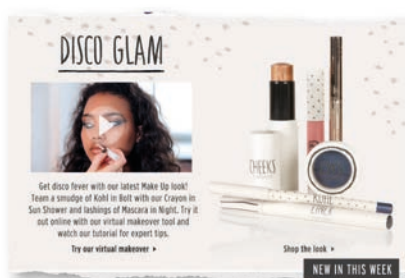 DISCO GLAM
Get disco fever with our latest Make Up look!
Team a smudge of Kohl in Bolt with our Crayon in
Sun Shower and lashings of Mascara in Night. Try it
out online with our virtual makeover tool and
watch our tutorial for expert tips.
Try our virtual makeover
CHEEKS
KOHL
Shop the look
NEW IN THIS WEEK